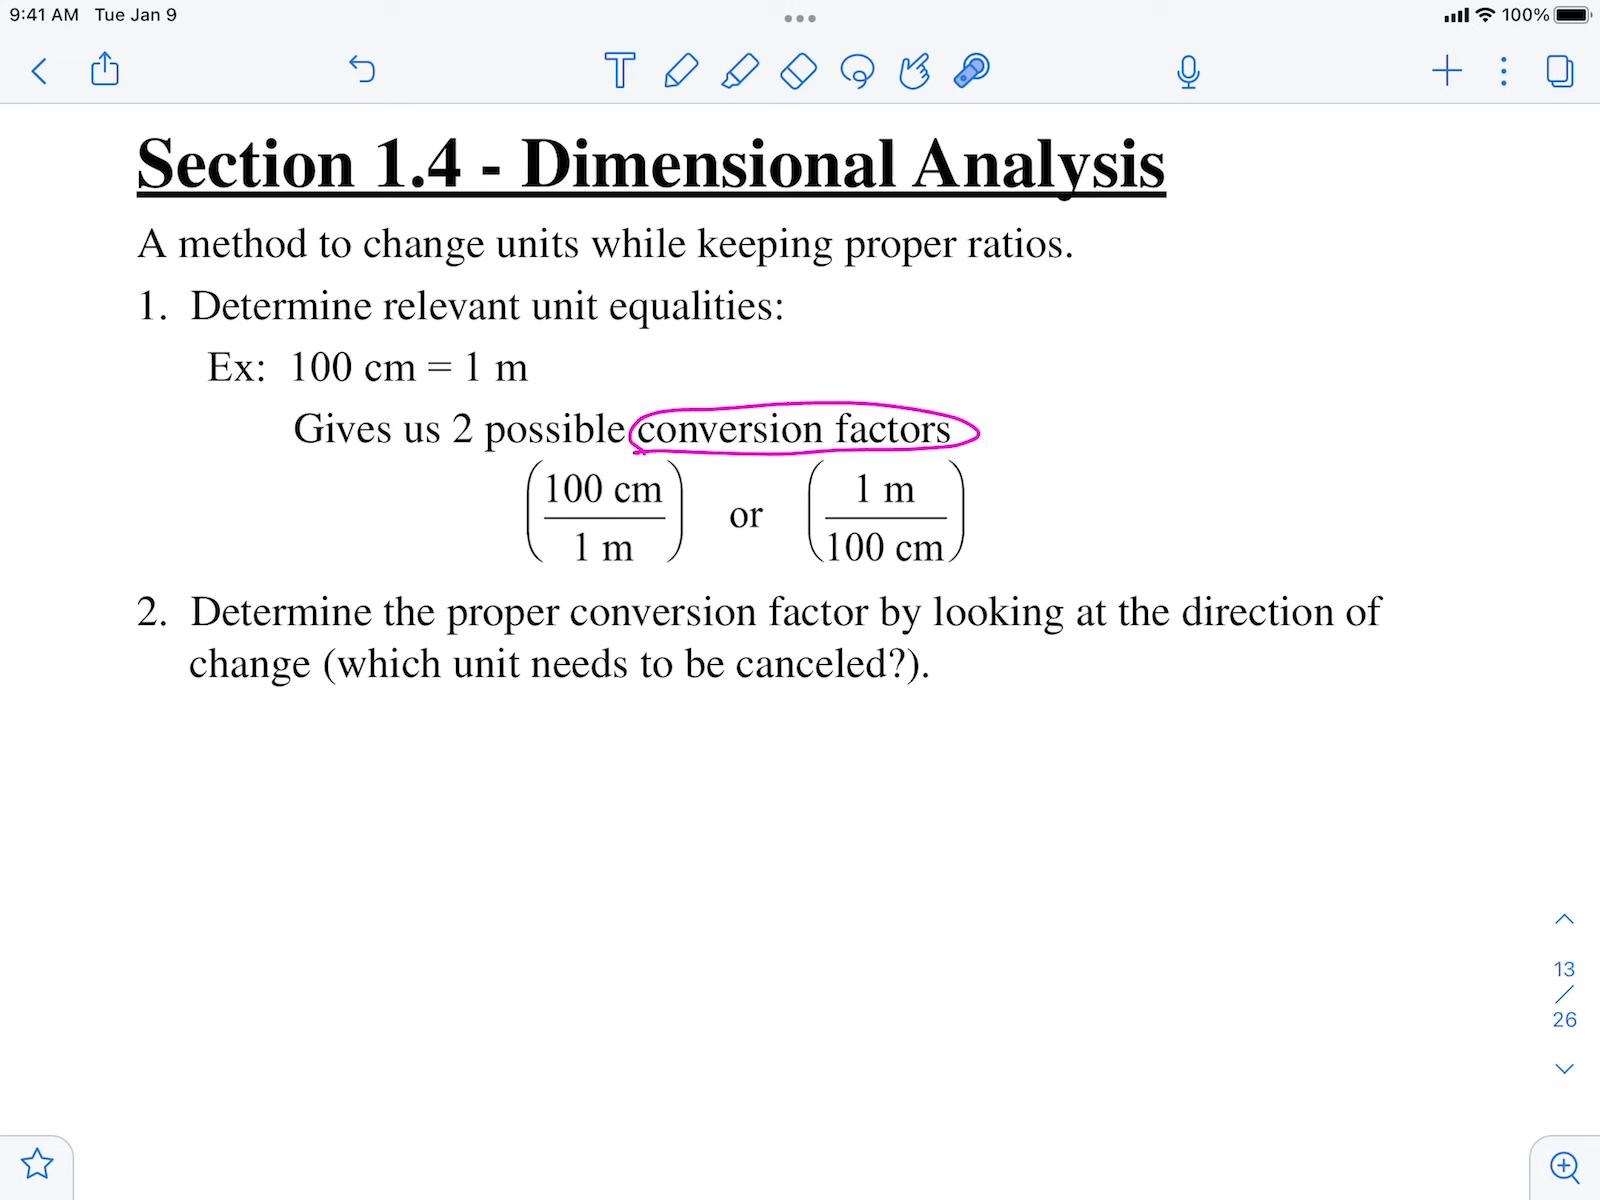 9:41 AM Tue Jan 9
100%
Section 1.4 - Dimensional Analysis
A method to change units while keeping proper ratios.
1. Determine relevant unit equalities:
Ex: 100 cm = 1 m
Gives us 2 possible conversion factors
(100 cm / 1 m) or (1 m / 100 cm)
2. Determine the proper conversion factor by looking at the direction of
change (which unit needs to be canceled?).
13
/
26